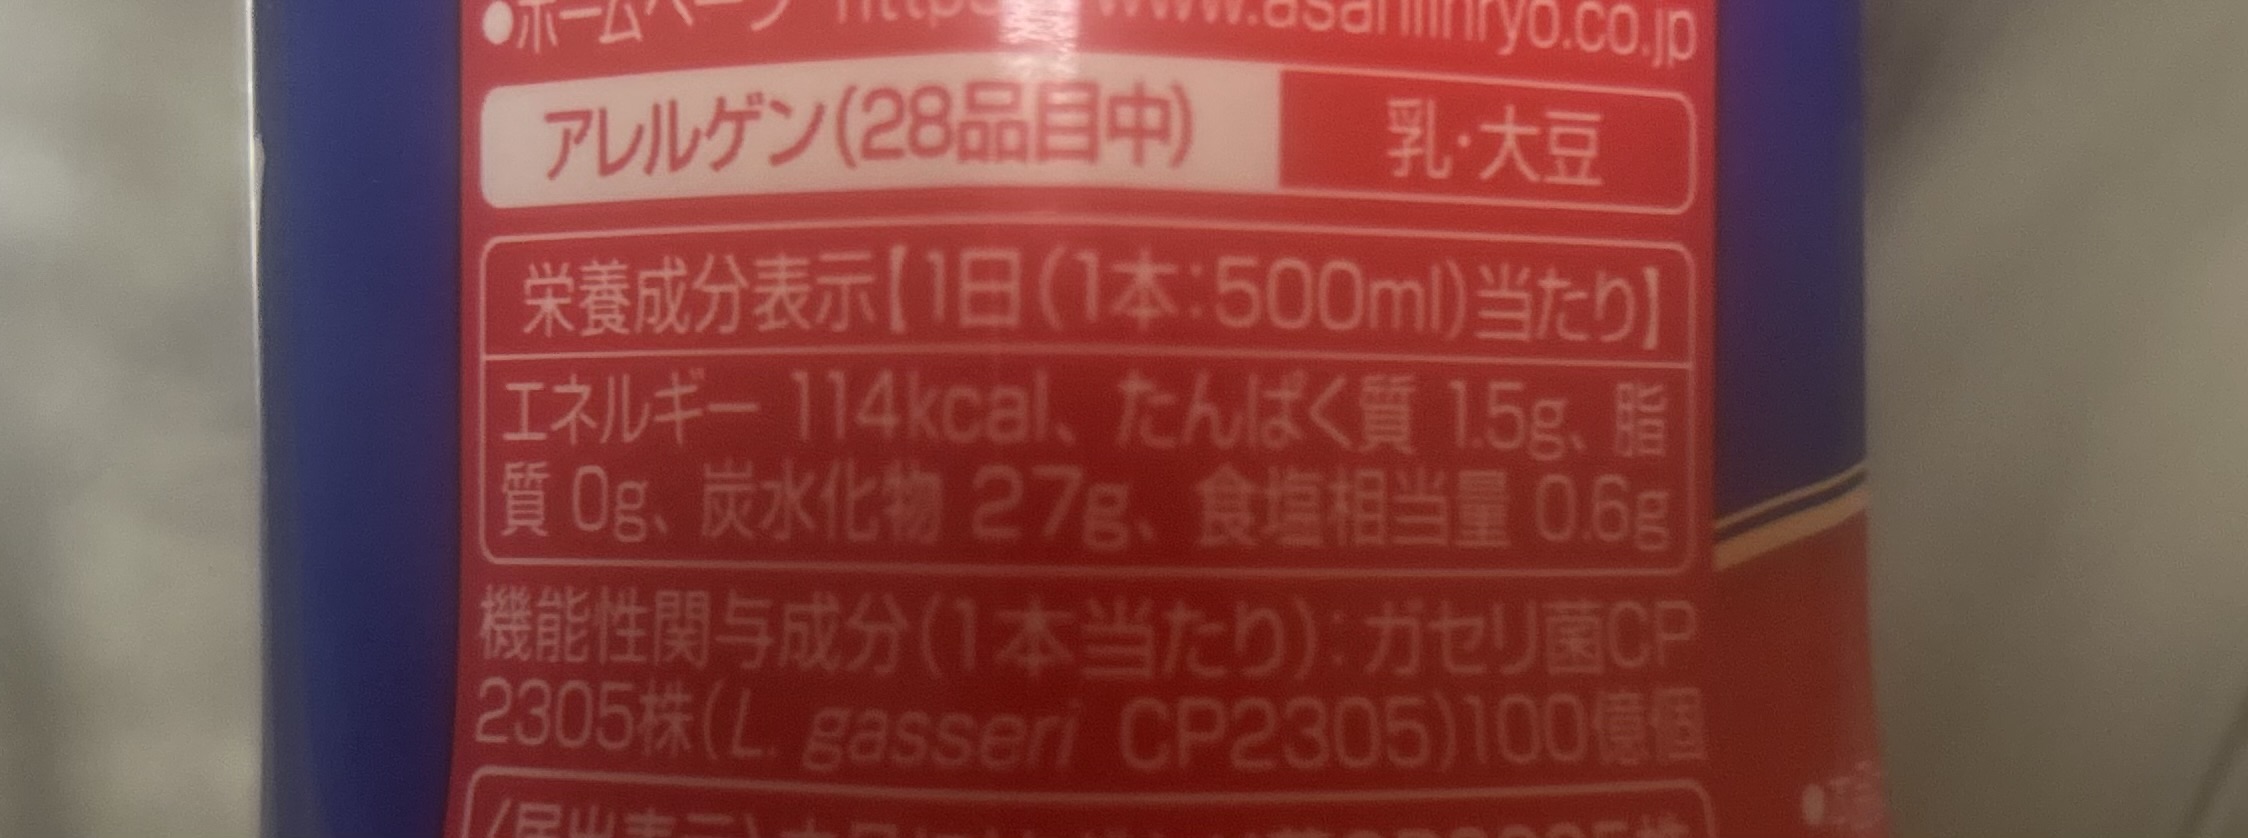 ●ホームページ https://www.asahiinryo.co.jp
アレルゲン(28品目中) 乳・大豆
栄養成分表示【1日(1本:500ml)当たり】
エネルギー 114kcal、たんぱく質 1.5g、脂
質 0g、炭水化物 27g、食塩相当量 0.6g
機能性関与成分(1本当たり):ガセリ菌CP
2305株(L. gasseri CP2305)100億個